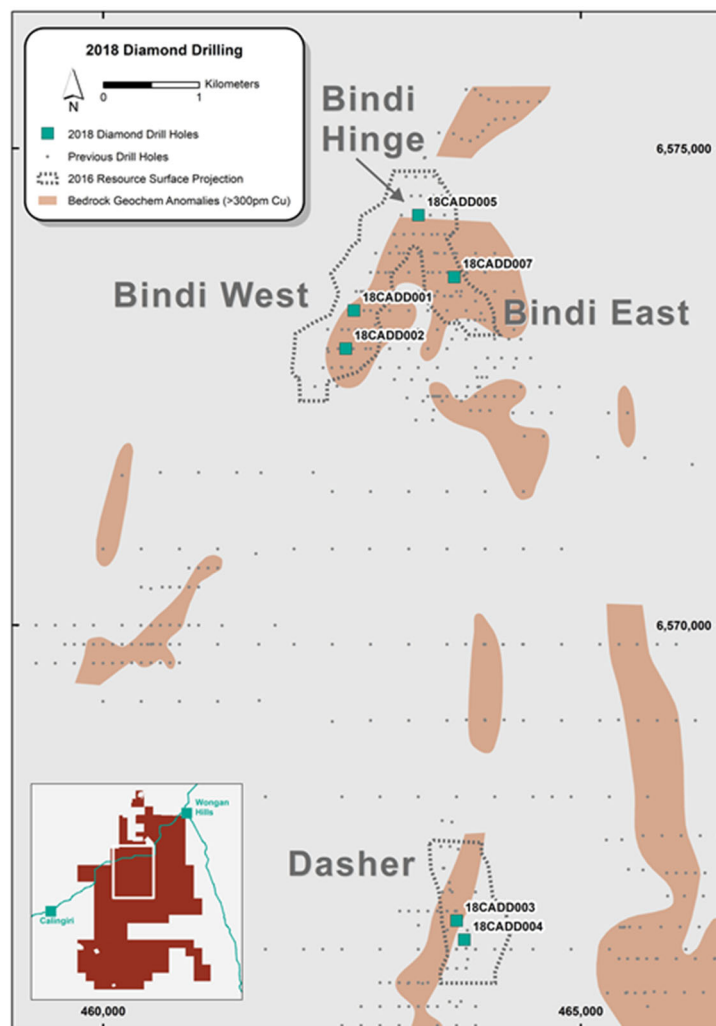 2018 Diamond Drilling
Kilometers
0
1
N
2018 Diamond Drill Holes
Previous Drill Holes
2016 Resource Surface Projection
Bedrock Geochem Anomalies (>300pm Cu)
Bindi
Hinge
6,575,000
18CADD005
18CADD007
Bindi West
18CADD001
Bindi East
18CADD002
6,570,000
Wongan
Hills
Calingiri
Dasher
18CADD003
18CADD004
460,000
465,000